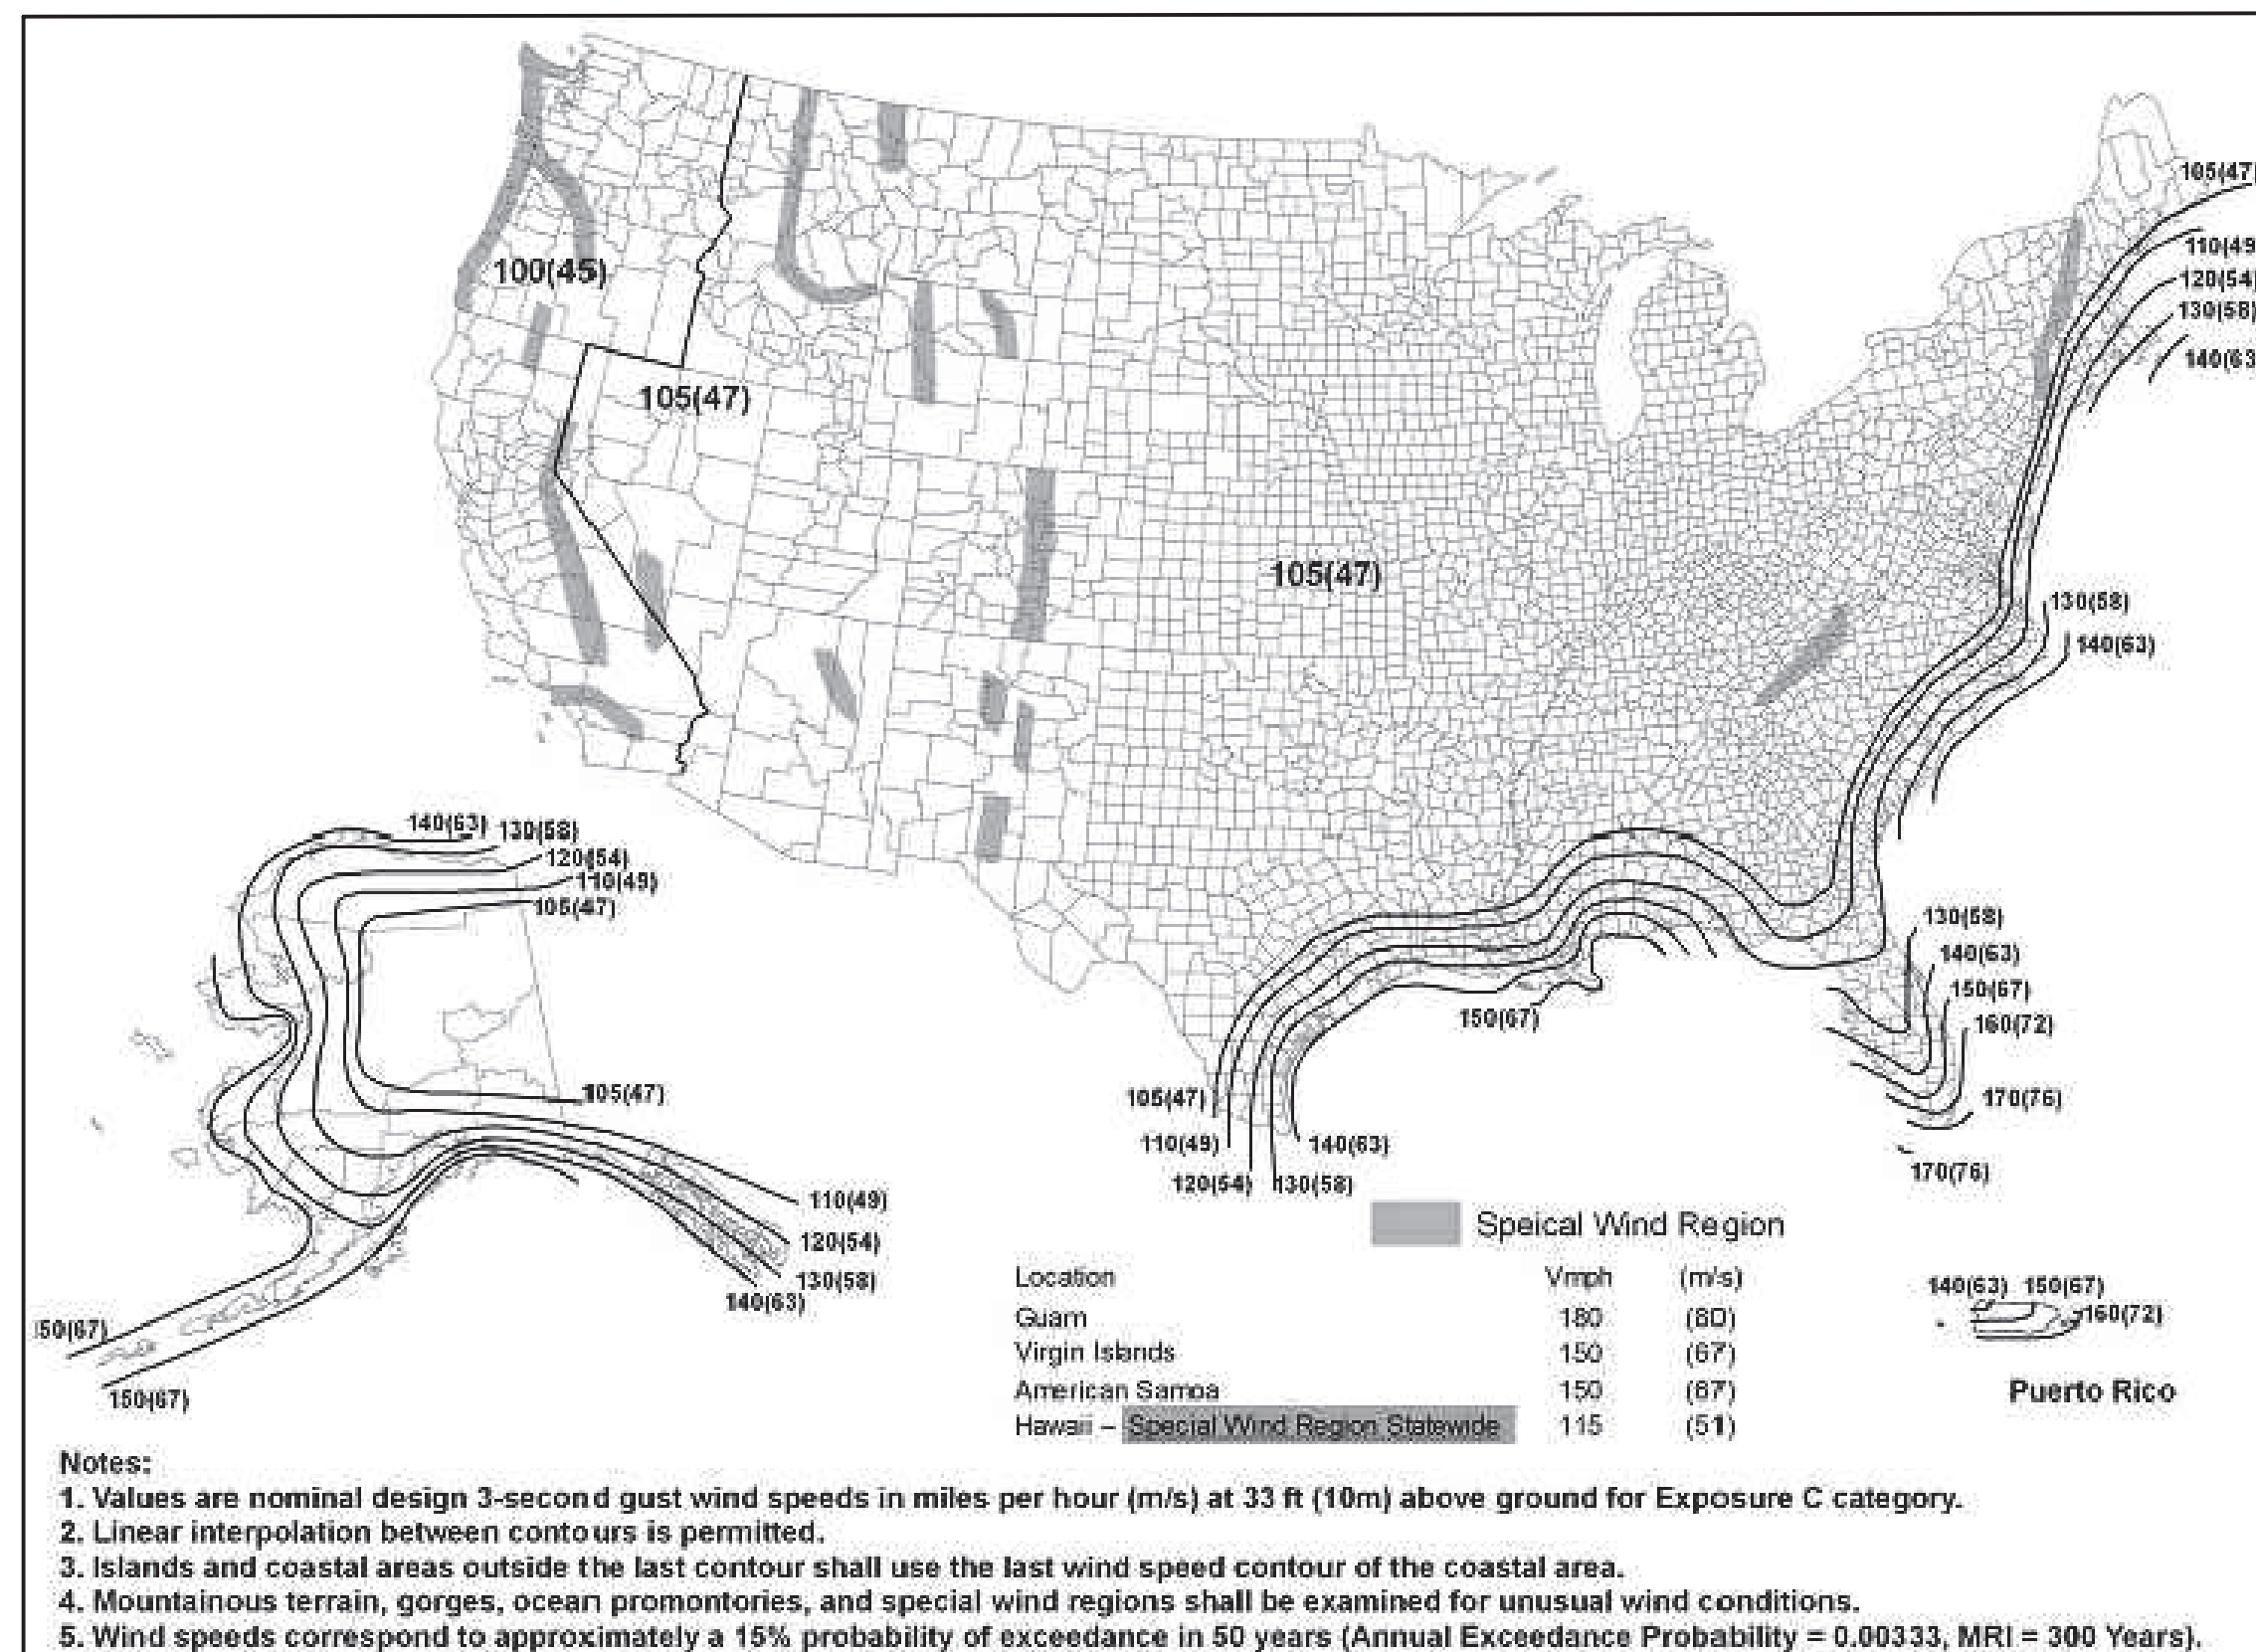 105(47)
110(49
120(54)
130(58)
140(63
100(45)
105(47)
105(47)
130(58)
140(63)
140(63) 130(58)
120(54)
110(49)
105(47)
130(58)
140(63)
150(67)
160(72)
150(67)
105(47)
105(47)
170(76)
110(49)
140(63)
170(76)
120(54) 130(58)
110(49)
120(54)
130(58)
140(63)
50(67)
150(67)
Speical Wind Region
Location Vmph (m/s)
Guam 180 (80)
Virgin Islands 150 (67)
American Samoa 150 (67)
Hawaii – Special Wind Region Statewide 115 (51)
140(63) 150(67)
160(72)
Puerto Rico
Notes:
1. Values are nominal design 3-second gust wind speeds in miles per hour (m/s) at 33 ft (10m) above ground for Exposure C category.
2. Linear interpolation between contours is permitted.
3. Islands and coastal areas outside the last contour shall use the last wind speed contour of the coastal area.
4. Mountainous terrain, gorges, ocean promontories, and special wind regions shall be examined for unusual wind conditions.
5. Wind speeds correspond to approximately a 15% probability of exceedance in 50 years (Annual Exceedance Probability = 0.00333, MRI = 300 Years).